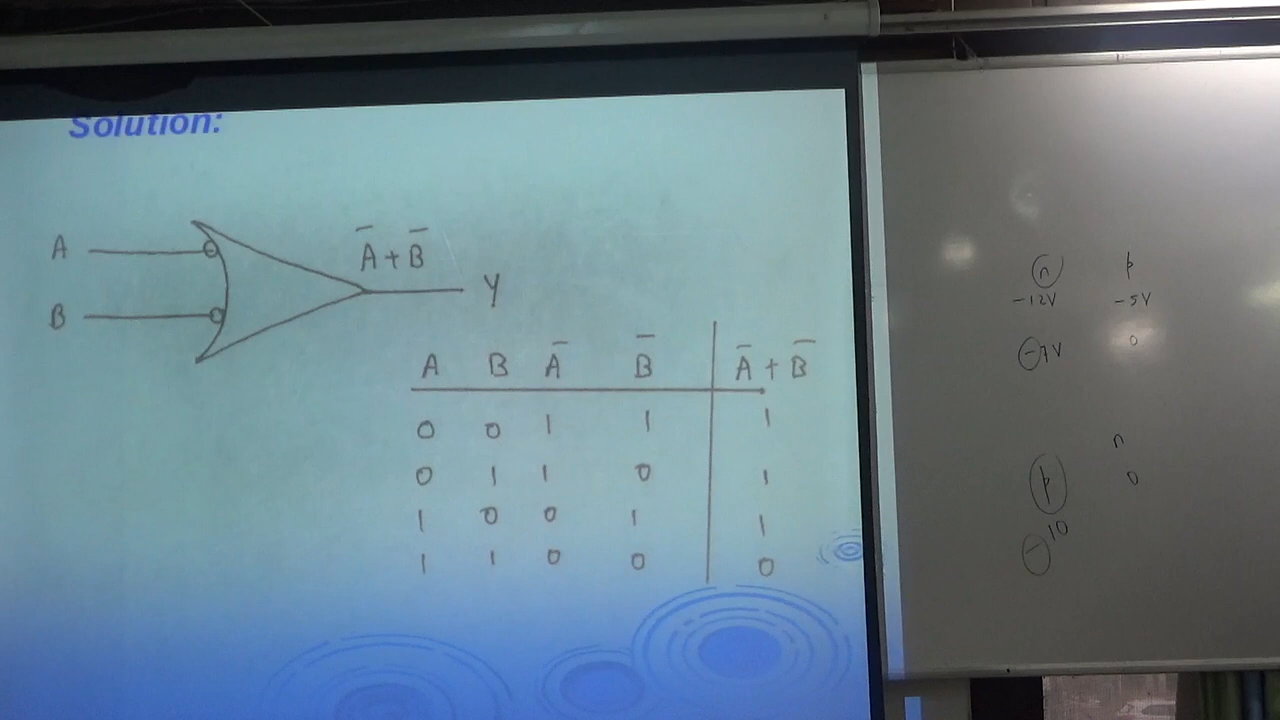 Solution:
A
B
Ā + B̄
Y
A B Ā B̄ Ā + B̄
0 0 1 1 1
0 1 1 0 1
1 0 0 1 1
1 1 0 0 0
n p
-12V -5V
-7V 0
n
p 0
-10